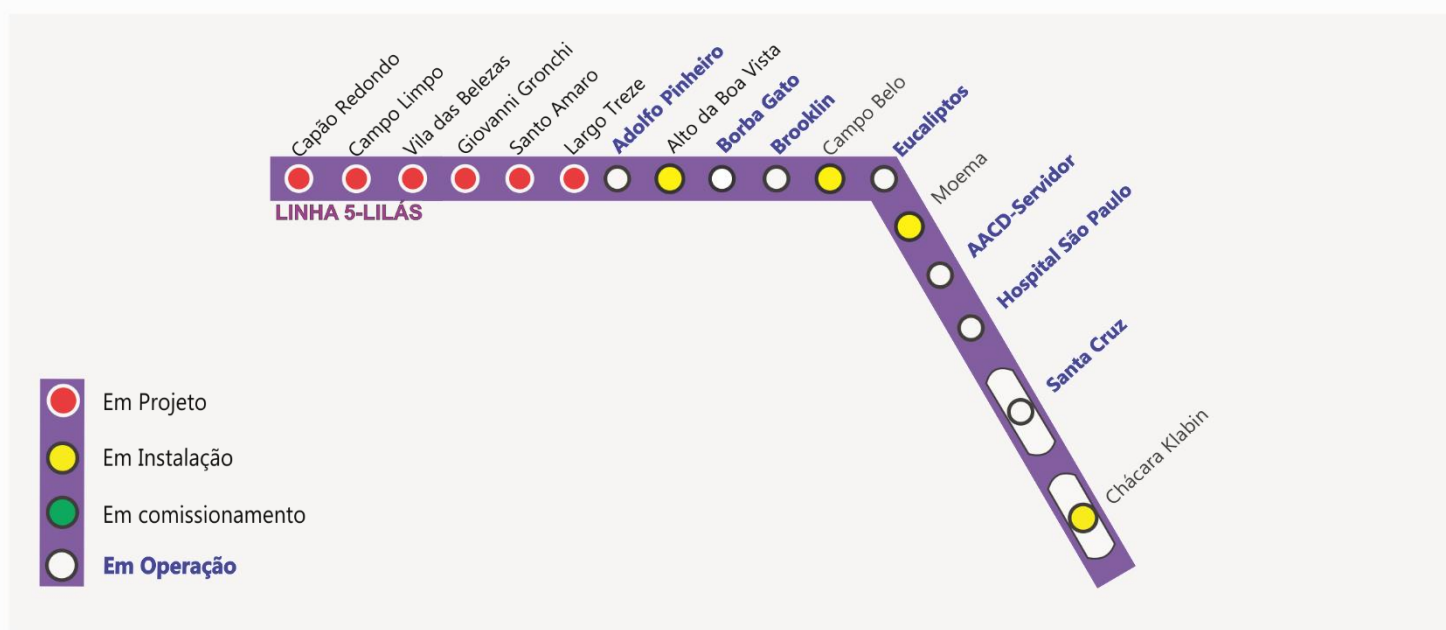 Capão Redondo
Campo Limpo
Vila das Belezas
Giovanni Gronchi
Santo Amaro
Largo Treze
Adolfo Pinheiro
Alto da Boa Vista
Borba Gato
Brooklin
Campo Belo
Eucaliptos
Moema
AACD-Servidor
Hospital São Paulo
Santa Cruz
Chácara Klabin
LINHA 5-LILÁS
Em Projeto
Em Instalação
Em comissionamento
Em Operação